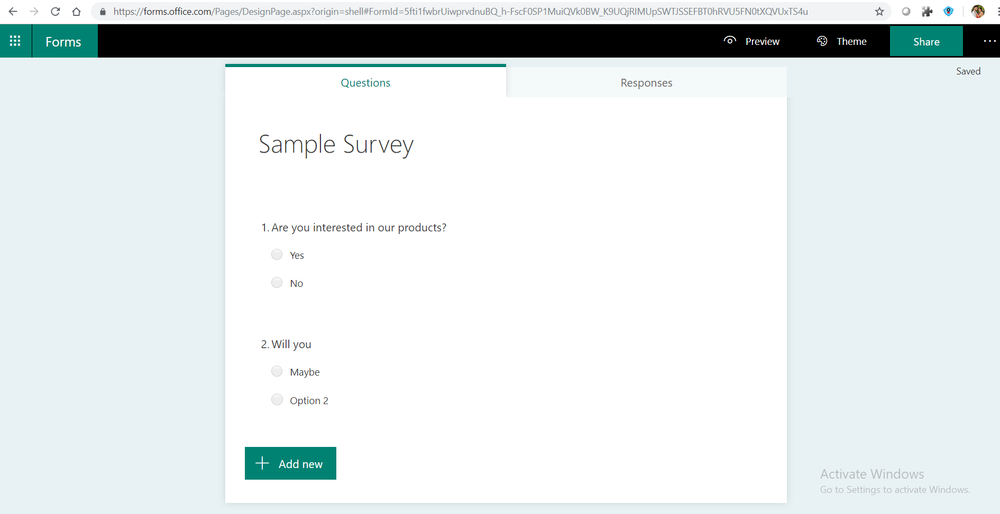 https://forms.office.com/Pages/DesignPage.aspx?origin=shell#FormId=5fti1fwbrUiwprvdnuBQ_h-FscF0SP1MuiQVk0BW_K9UQjRIMUpSWTJSSEFBT0hRVU5FN0tXQVUxTS4u
Forms Preview Theme Share ...
Saved
Questions Responses
Sample Survey
1. Are you interested in our products?
Yes
No
2. Will you
Maybe
Option 2
+ Add new
Activate Windows
Go to Settings to activate Windows.